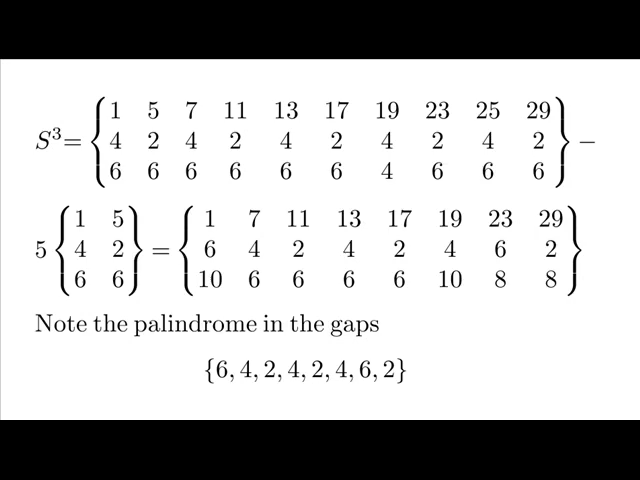 1 5 7 11 13 17 19 23 25 29
S³= { 4 2 4 2 4 2 4 2 4 2 } −
6 6 6 6 6 6 4 6 6 6
1 5 1 7 11 13 17 19 23 29
5 { 4 2 } = { 6 4 2 4 2 4 6 2 }
6 6 10 6 6 6 6 10 8 8
Note the palindrome in the gaps
{6, 4, 2, 4, 2, 4, 6, 2}